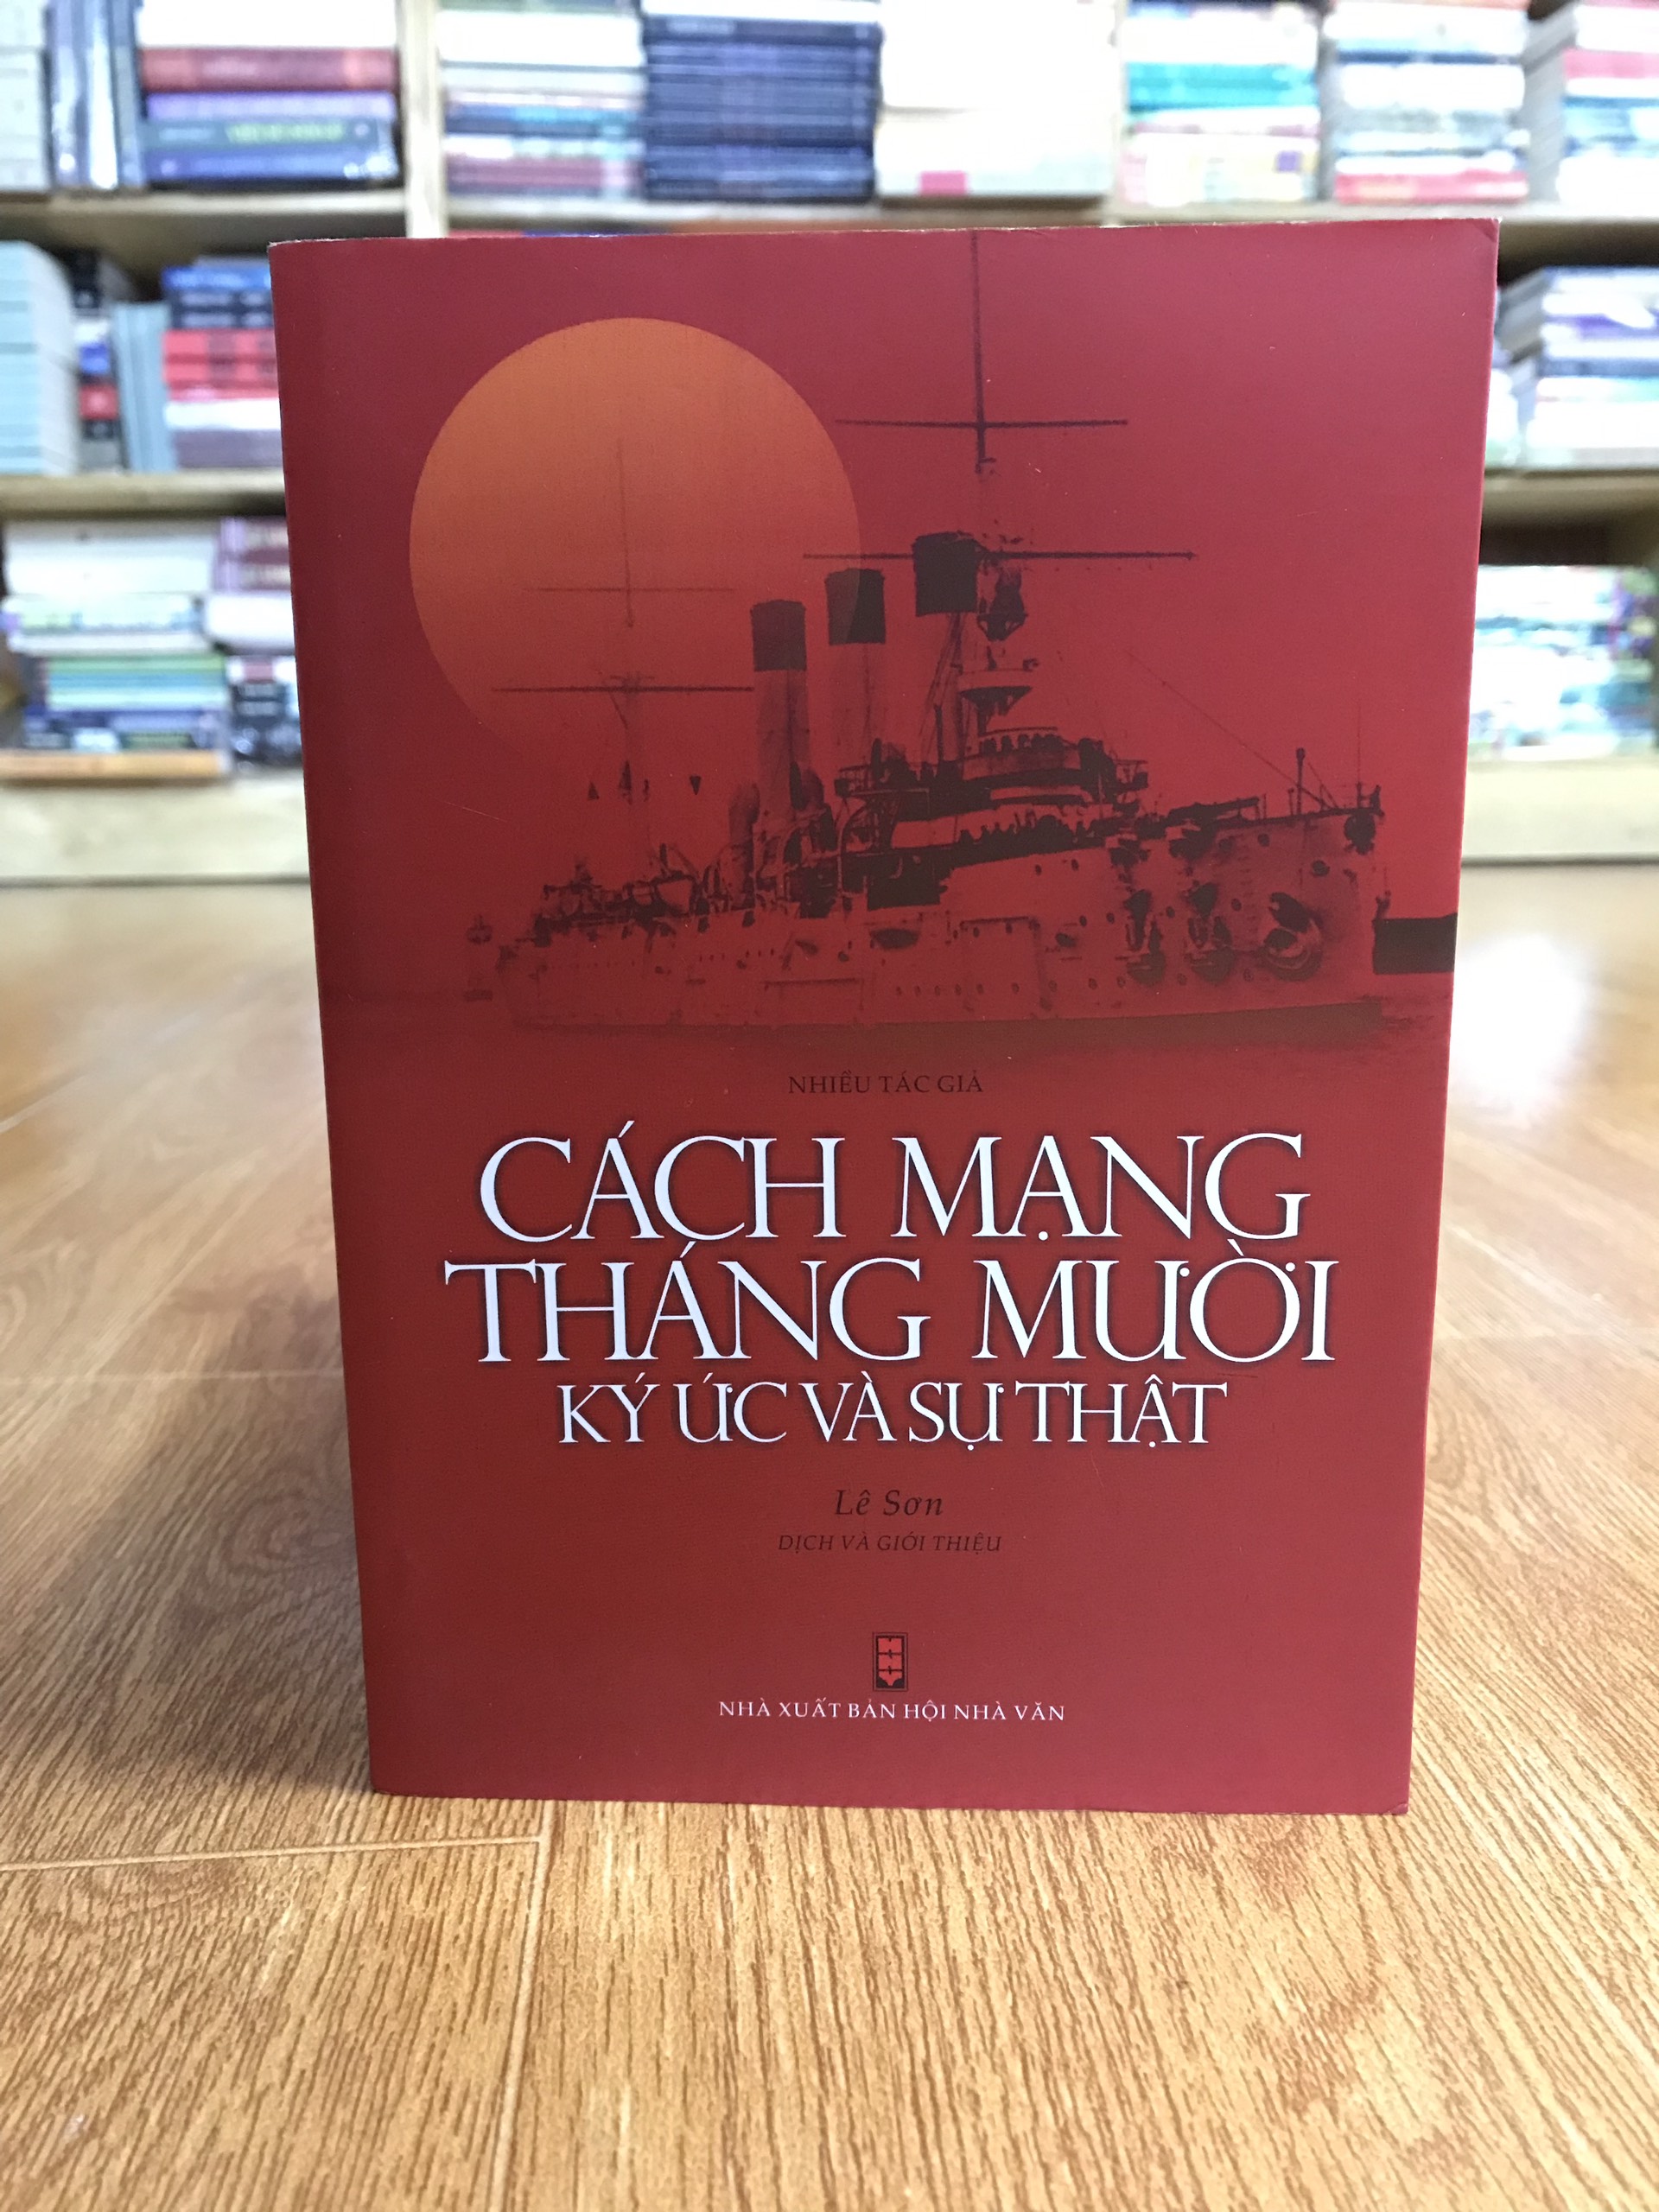 NHIỀU TÁC GIẢ
CÁCH MẠNG
THÁNG MƯỜI
KÝ ỨC VÀ SỰ THẬT
Lê Sơn
DỊCH VÀ GIỚI THIỆU
NHÀ XUẤT BẢN HỘI NHÀ VĂN